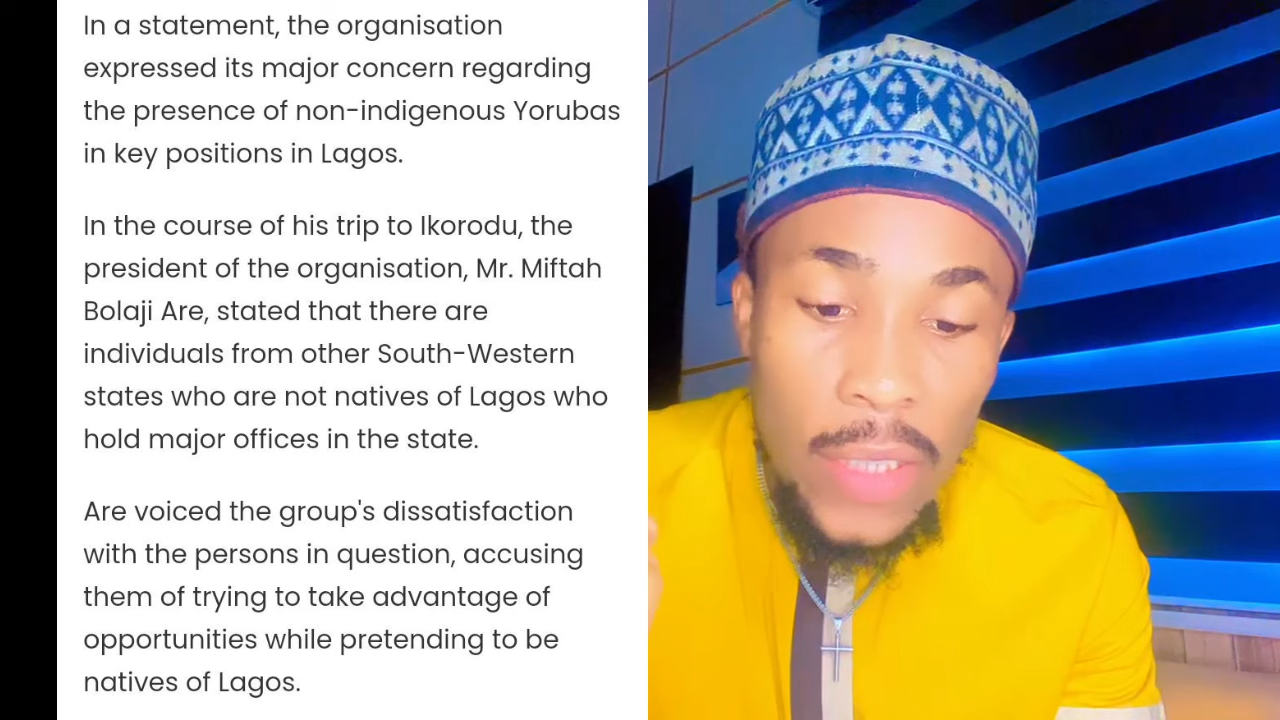 In a statement, the organisation
expressed its major concern regarding
the presence of non-indigenous Yorubas
in key positions in Lagos.
In the course of his trip to Ikorodu, the
president of the organisation, Mr. Miftah
Bolaji Are, stated that there are
individuals from other South-Western
states who are not natives of Lagos who
hold major offices in the state.
Are voiced the group's dissatisfaction
with the persons in question, accusing
them of trying to take advantage of
opportunities while pretending to be
natives of Lagos.